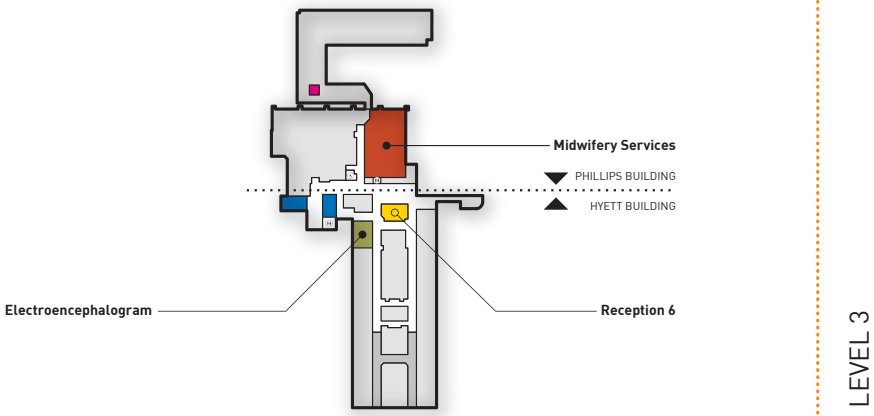 Midwifery Services
PHILLIPS BUILDING
HYETT BUILDING
Electroencephalogram
Reception 6
LEVEL 3